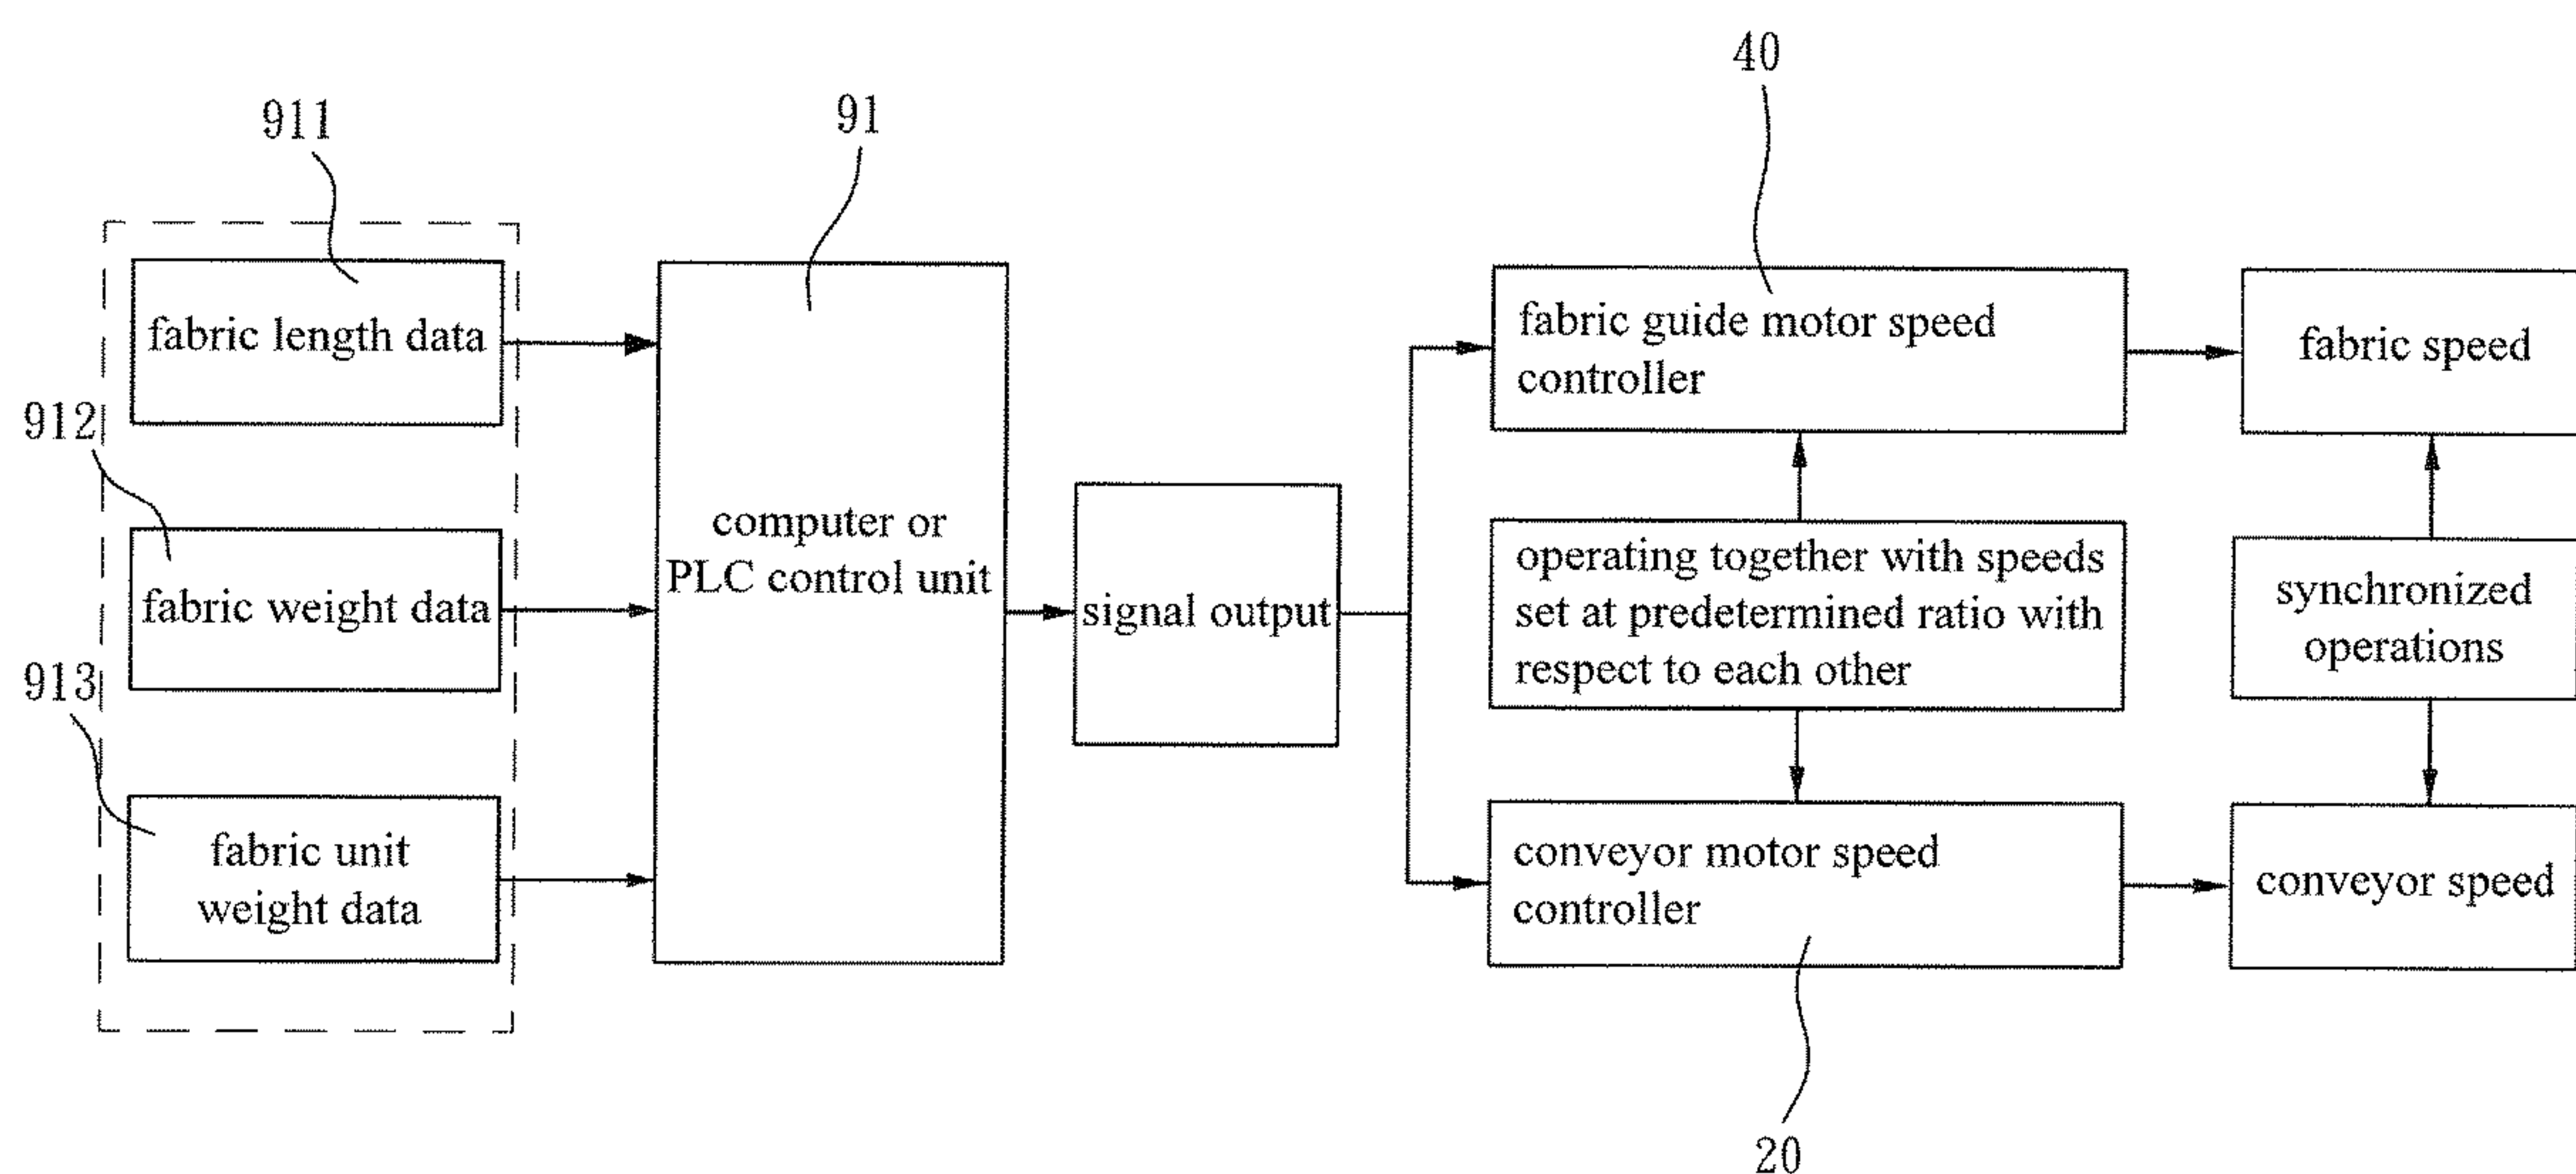 40
911
91
fabric length data
912
fabric weight data
913
fabric unit
weight data
computer or
PLC control unit
signal output
fabric guide motor speed
controller
operating together with speeds
set at predetermined ratio with
respect to each other
conveyor motor speed
controller
20
fabric speed
synchronized
operations
conveyor speed